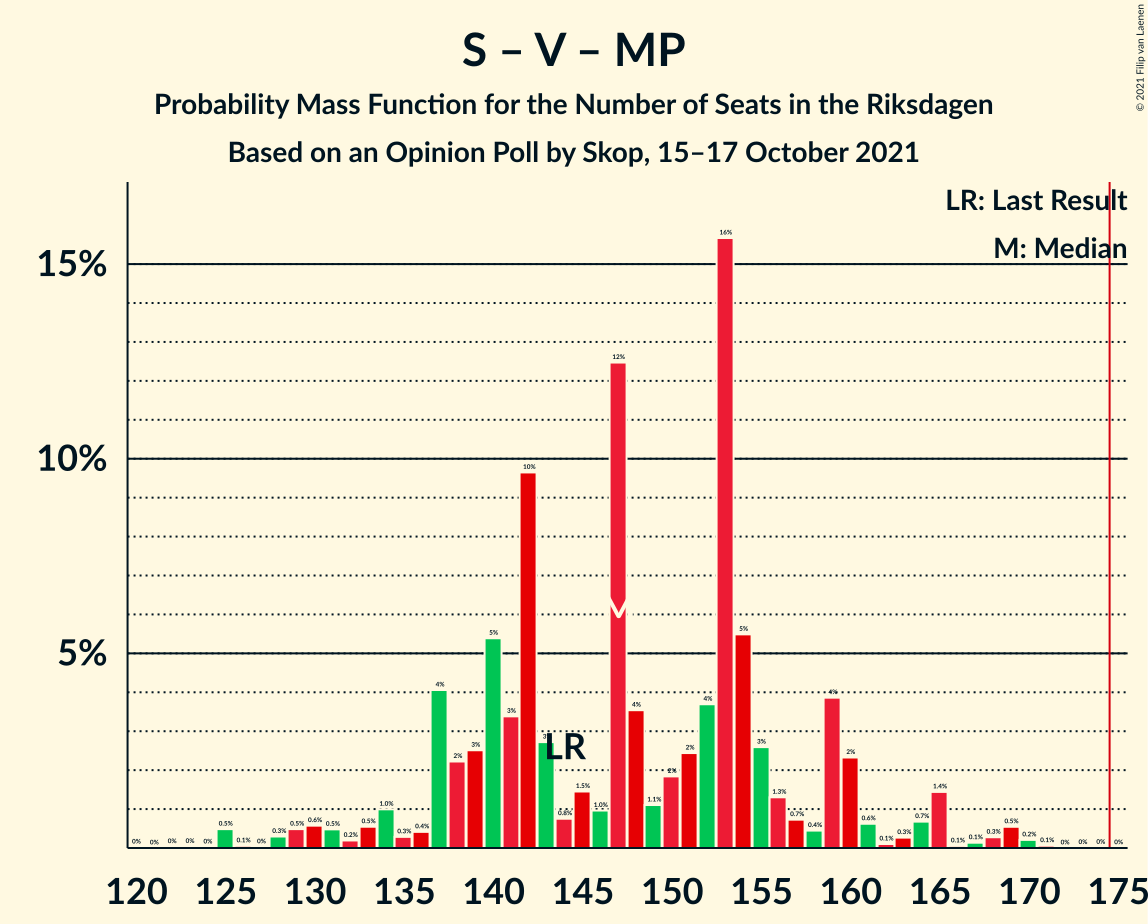 S – V – MP
Probability Mass Function for the Number of Seats in the Riksdagen
Based on an Opinion Poll by Skop, 15–17 October 2021
© 2021 Filip van Laenen
LR: Last Result
M: Median
15%
10%
5%
0% 0% 0% 0% 0% 0.5% 0.1% 0% 0.3% 0.5% 0.6% 0.5% 0.2% 0.5% 1.0% 0.3% 0.4% 4% 2% 3% 5% 3% 10% 3% 0.8% 1.5% 1.0% 12% 4% 1.1% 2% 2% 4% 16% 5% 3% 1.3% 0.7% 0.4% 4% 2% 0.6% 0.1% 0.3% 0.7% 1.4% 0.1% 0.1% 0.3% 0.5% 0.2% 0.1% 0% 0% 0% 0%
LR
120 125 130 135 140 145 150 155 160 165 170 175